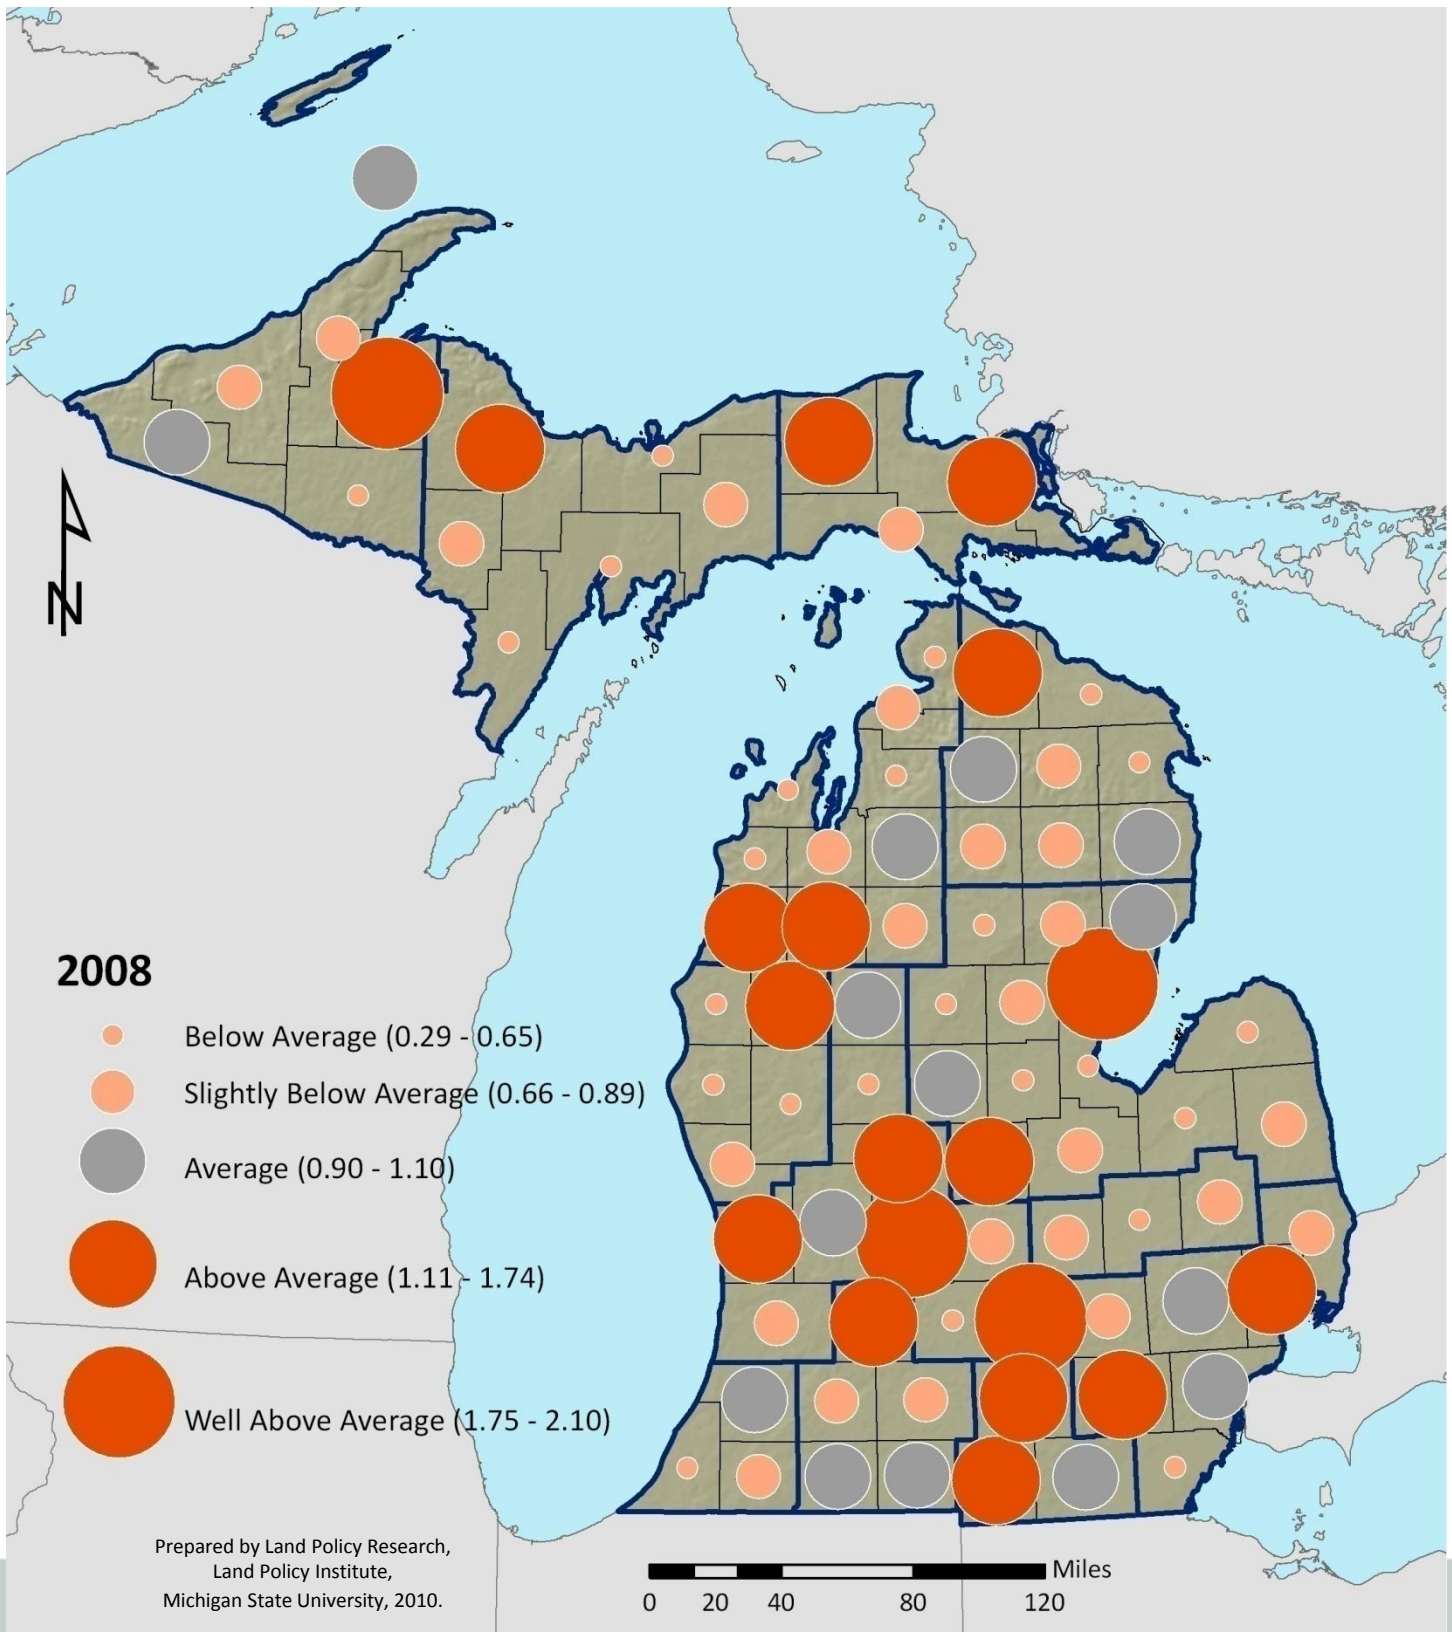 N
2008
Below Average (0.29 - 0.65)
Slightly Below Average (0.66 - 0.89)
Average (0.90 - 1.10)
Above Average (1.11 - 1.74)
Well Above Average (1.75 - 2.10)
Prepared by Land Policy Research,
Land Policy Institute,
Michigan State University, 2010.
Miles
0 20 40 80 120